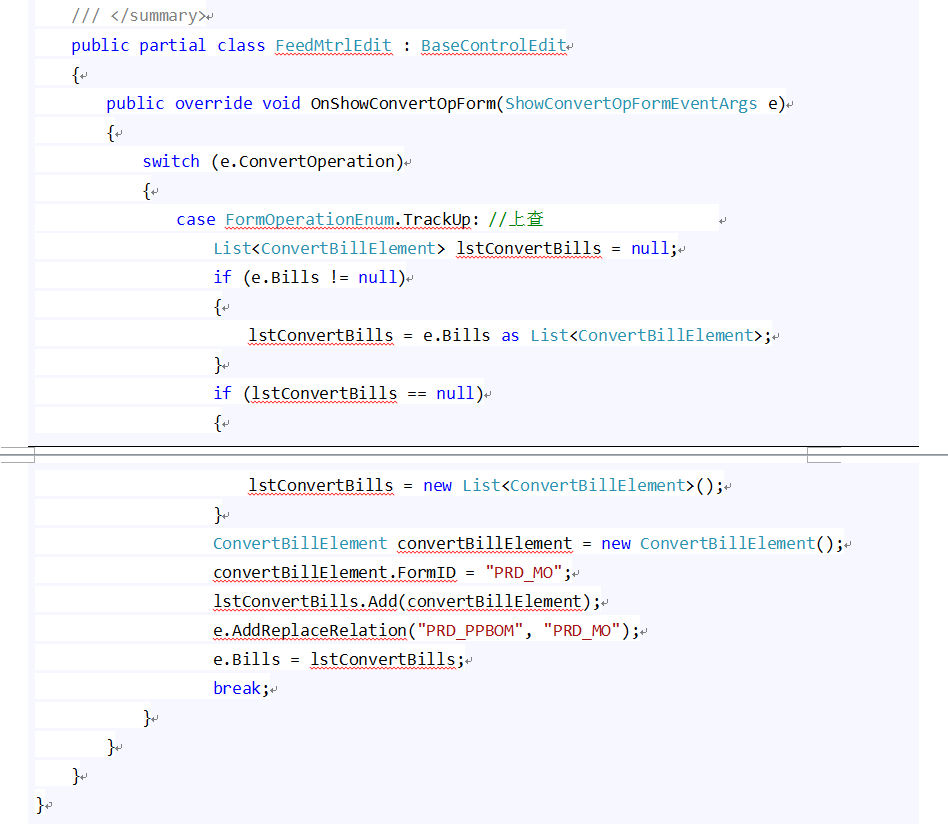 /// </summary>
public partial class FeedMtrlEdit : BaseControlEdit
{
public override void OnShowConvertOpForm(ShowConvertOpFormEventArgs e)
{
switch (e.ConvertOperation)
{
case FormOperationEnum.TrackUp: //上查
List<ConvertBillElement> lstConvertBills = null;
if (e.Bills != null)
{
lstConvertBills = e.Bills as List<ConvertBillElement>;
}
if (lstConvertBills == null)
{
lstConvertBills = new List<ConvertBillElement>();
}
ConvertBillElement convertBillElement = new ConvertBillElement();
convertBillElement.FormID = "PRD_MO";
lstConvertBills.Add(convertBillElement);
e.AddReplaceRelation("PRD_PPBOM", "PRD_MO");
e.Bills = lstConvertBills;
break;
}
}
}
}